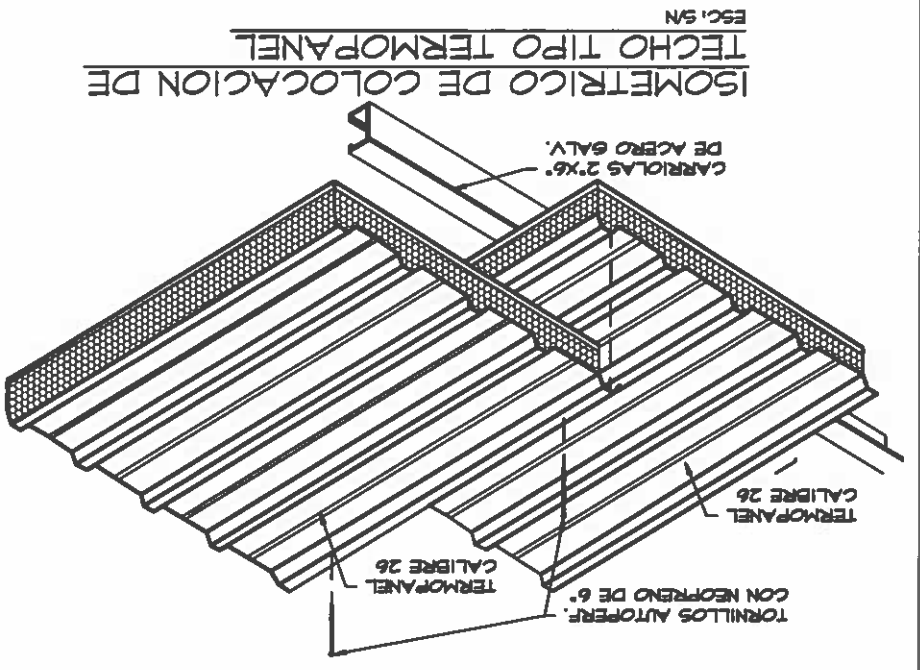 TORNILLOS AUTOPERF.
CON NEOPRENO DE 6"
TERMOPANEL
CALIBRE 26
TERMOPANEL
CALIBRE 26
CARRIOLAS 2"X6"
DE ACERO GALV.
ISOMETRICO DE COLOCACION DE
TECHO TIPO TERMOPANEL
ESC. S/N